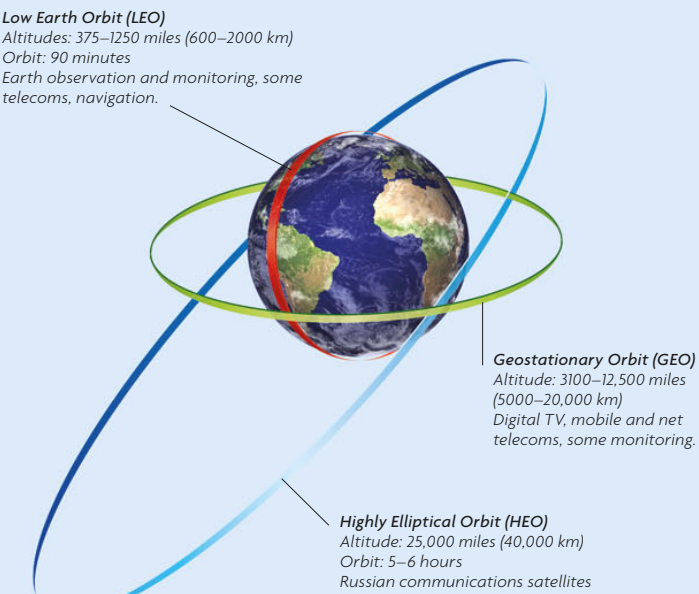 Low Earth Orbit (LEO)
Altitudes: 375–1250 miles (600–2000 km)
Orbit: 90 minutes
Earth observation and monitoring, some
telecoms, navigation.
Geostationary Orbit (GEO)
Altitude: 3100–12,500 miles
(5000–20,000 km)
Digital TV, mobile and net
telecoms, some monitoring.
Highly Elliptical Orbit (HEO)
Altitude: 25,000 miles (40,000 km)
Orbit: 5–6 hours
Russian communications satellites